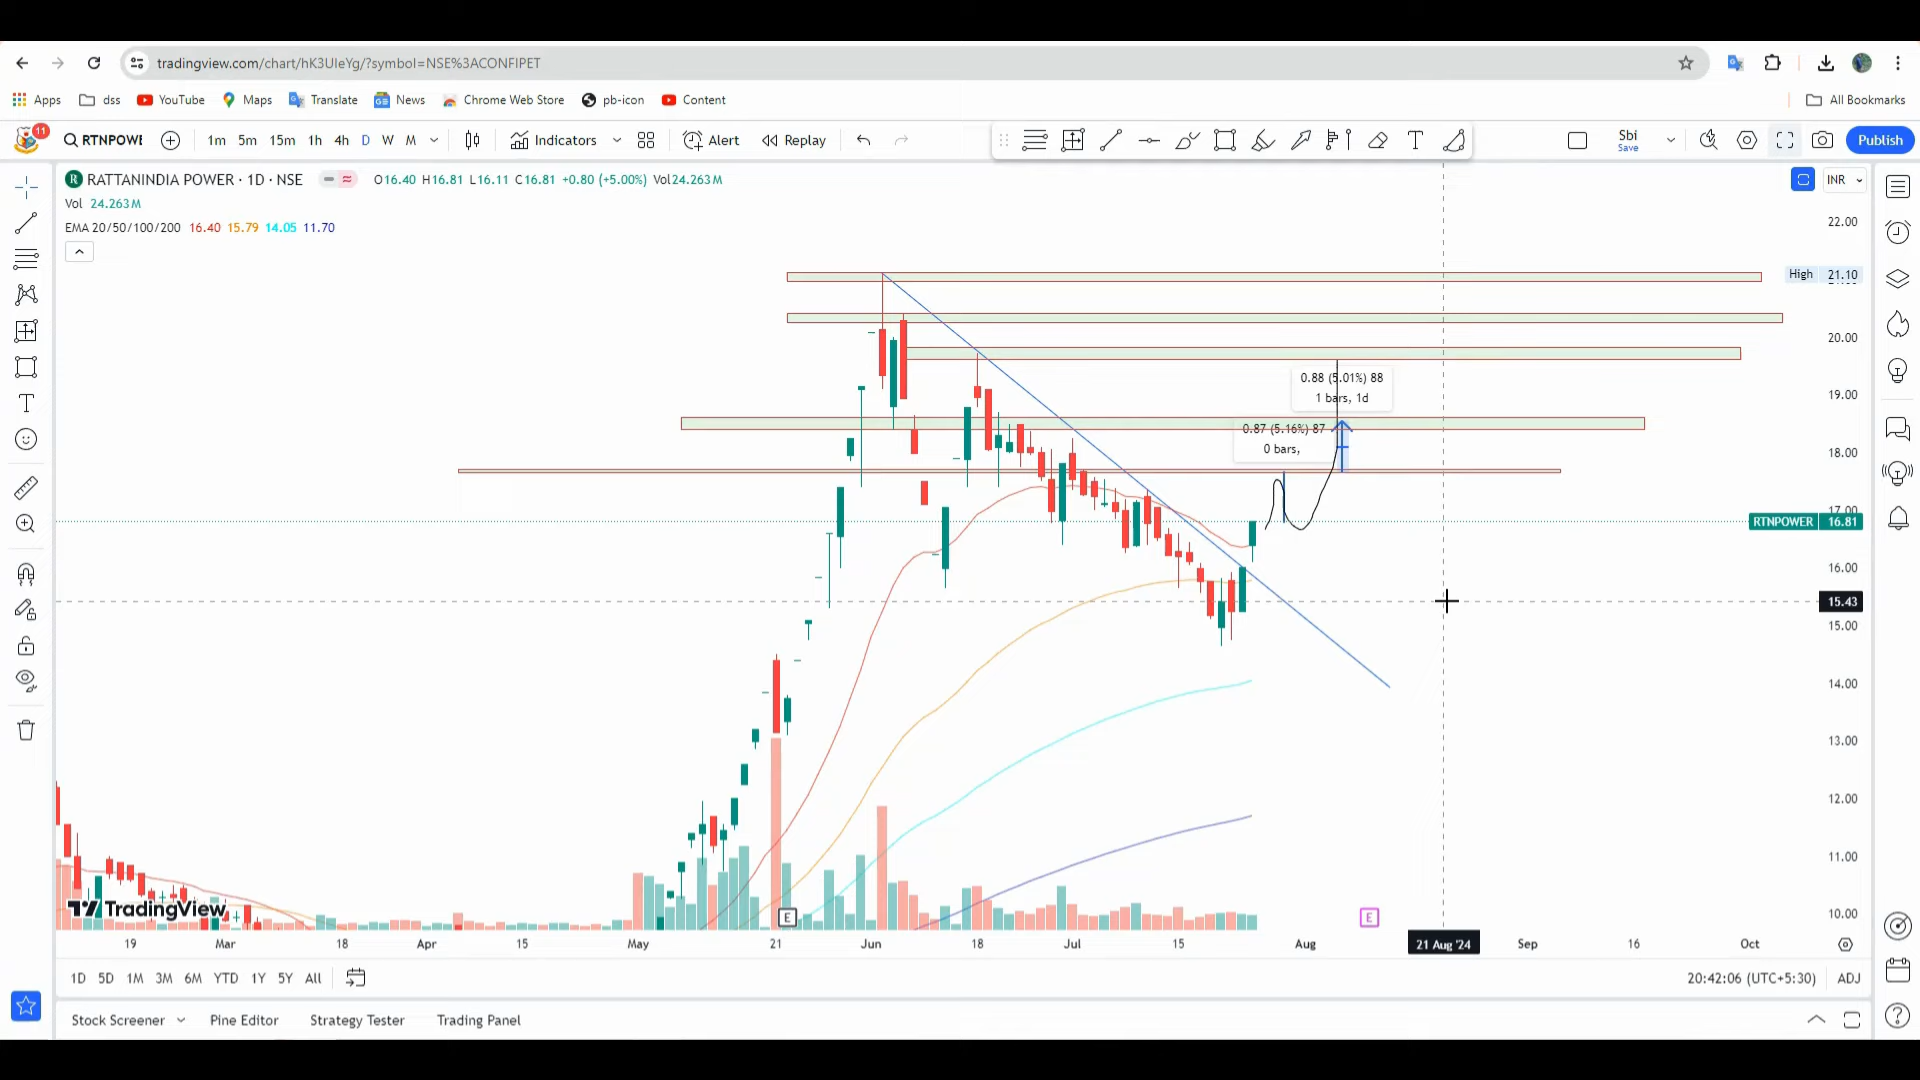 tradingview.com/chart/hK3UIeYg/?symbol=NSE%3ACONFIPET
Apps dss YouTube Maps Translate News Chrome Web Store pb-icon Content All Bookmarks
11 RTNPOWE 1m 5m 15m 1h 4h D W M Indicators Alert Replay Sbi Save Publish
RATTANINDIA POWER · 1D · NSE O16.40 H16.81 L16.11 C16.81 +0.80 (+5.00%) Vol24.263M INR
Vol 24.263M
EMA 20/50/100/200 16.40 15.79 14.05 11.70
22.00
High 21.10
20.00
0.88 (5.01%) 88
1 bars, 1d
19.00
0.87 (5.16%) 87
0 bars,
18.00
17.00
RTNPOWER 16.81
16.00
15.43
15.00
14.00
13.00
12.00
11.00
TradingView
10.00
E E
19 Mar 18 Apr 15 May 21 Jun 18 Jul 15 Aug 21 Aug '24 Sep 16 Oct
1D 5D 1M 3M 6M YTD 1Y 5Y All 20:42:06 (UTC+5:30) ADJ
Stock Screener Pine Editor Strategy Tester Trading Panel